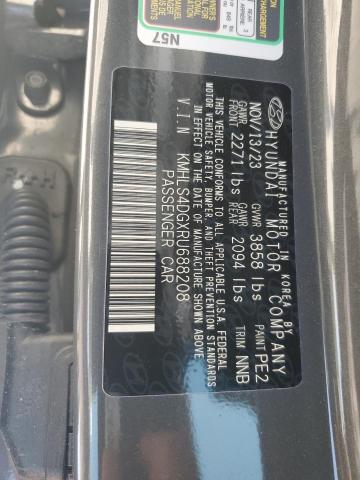 MANUFACTURED IN KOREA BY
HYUNDAI MOTOR COMPANY
NOV/13/23 GVWR 3858 lbs PAINT PE2
GAWR FRONT 2271 lbs GAWR REAR 2094 lbs TRIM NNB
THIS VEHICLE CONFORMS TO ALL APPLICABLE U.S.A. FEDERAL
MOTOR VEHICLE SAFETY, BUMPER, AND THEFT PREVENTION STANDARDS
IN EFFECT ON THE DATE OF MANUFACTURE SHOWN ABOVE
V.I.N KMHLS4DGXRU688208
PASSENGER CAR
N57
REAR